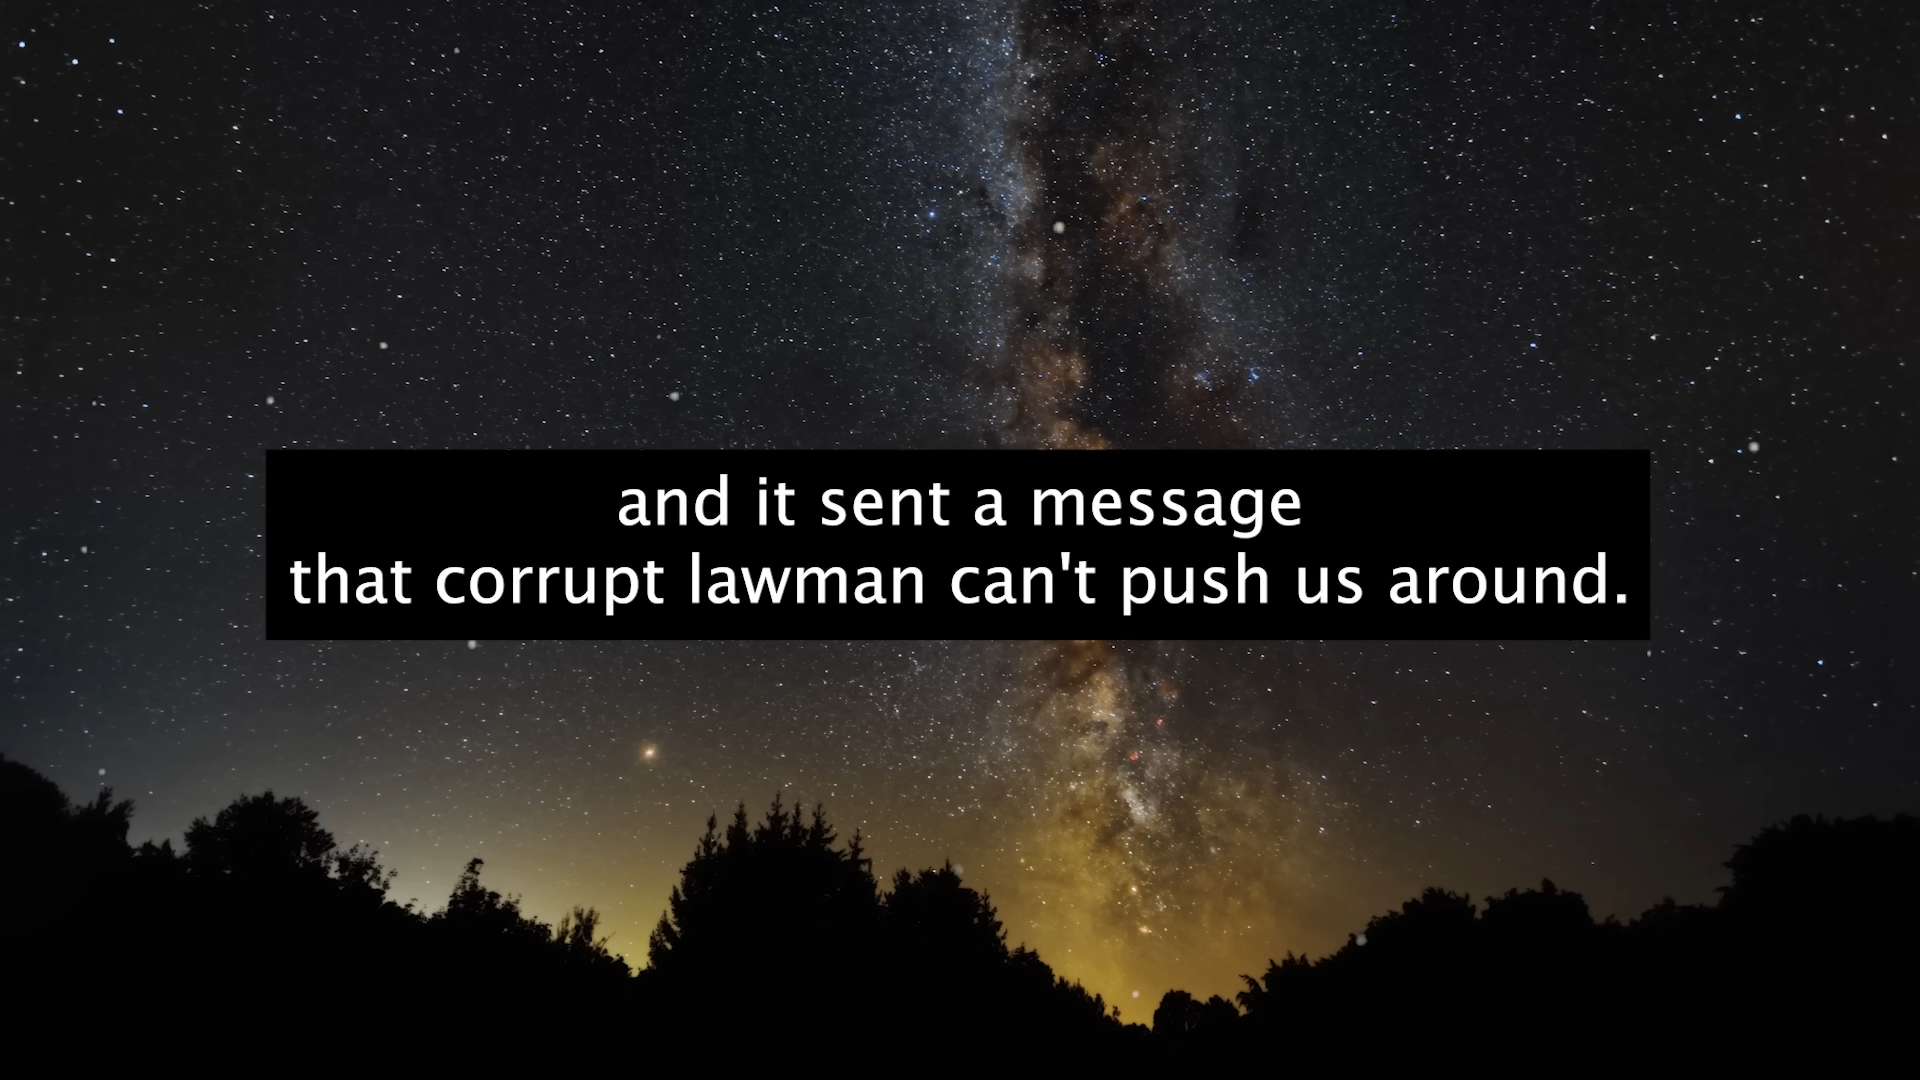 and it sent a message
that corrupt lawman can't push us around.